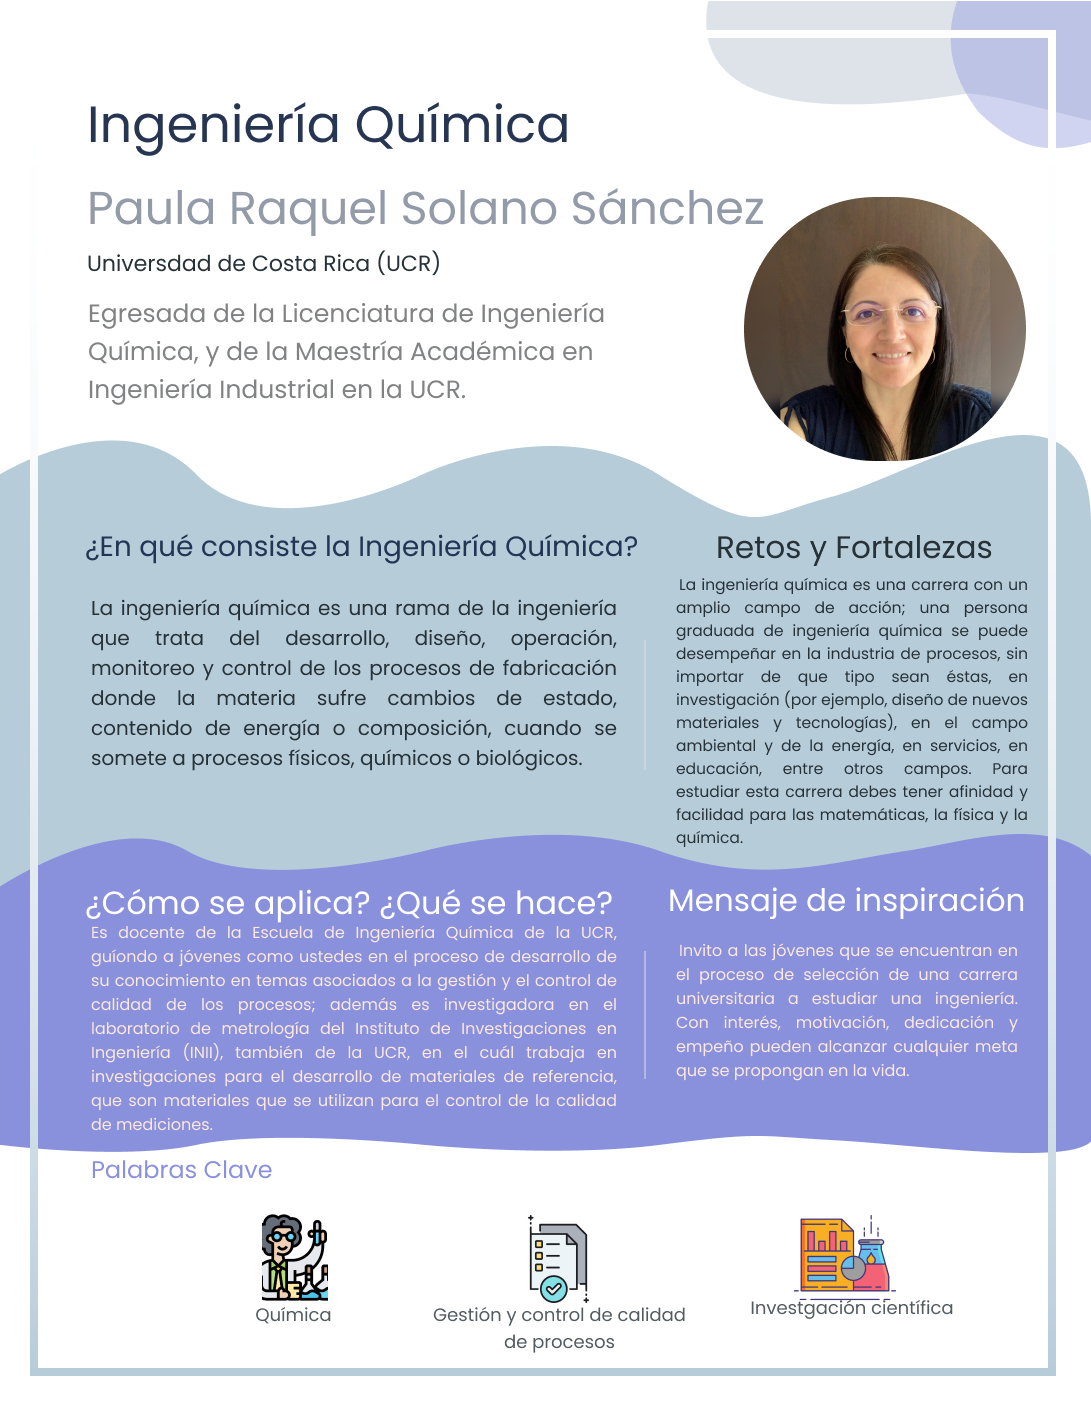 Ingeniería Química
Paula Raquel Solano Sánchez
Universdad de Costa Rica (UCR)
Egresada de la Licenciatura de Ingeniería
Química, y de la Maestría Académica en
Ingeniería Industrial en la UCR.
¿En qué consiste la Ingeniería Química?
La ingeniería química es una rama de la ingeniería
que trata del desarrollo, diseño, operación,
monitoreo y control de los procesos de fabricación
donde la materia sufre cambios de estado,
contenido de energía o composición, cuando se
somete a procesos físicos, químicos o biológicos.
Retos y Fortalezas
La ingeniería química es una carrera con un
amplio campo de acción; una persona
graduada de ingeniería química se puede
desempeñar en la industria de procesos, sin
importar de que tipo sean éstas, en
investigación (por ejemplo, diseño de nuevos
materiales y tecnologías), en el campo
ambiental y de la energía, en servicios, en
educación, entre otros campos. Para
estudiar esta carrera debes tener afinidad y
facilidad para las matemáticas, la física y la
química.
¿Cómo se aplica? ¿Qué se hace?
Es docente de la Escuela de Ingeniería Química de la UCR,
guíondo a jóvenes como ustedes en el proceso de desarrollo de
su conocimiento en temas asociados a la gestión y el control de
calidad de los procesos; además es investigadora en el
laboratorio de metrología del Instituto de Investigaciones en
Ingeniería (INII), también de la UCR, en el cuál trabaja en
investigaciones para el desarrollo de materiales de referencia,
que son materiales que se utilizan para el control de la calidad
de mediciones.
Mensaje de inspiración
Invito a las jóvenes que se encuentran en
el proceso de selección de una carrera
universitaria a estudiar una ingeniería.
Con interés, motivación, dedicación y
empeño pueden alcanzar cualquier meta
que se propongan en la vida.
Palabras Clave
Química
Gestión y control de calidad
de procesos
Investgación científica